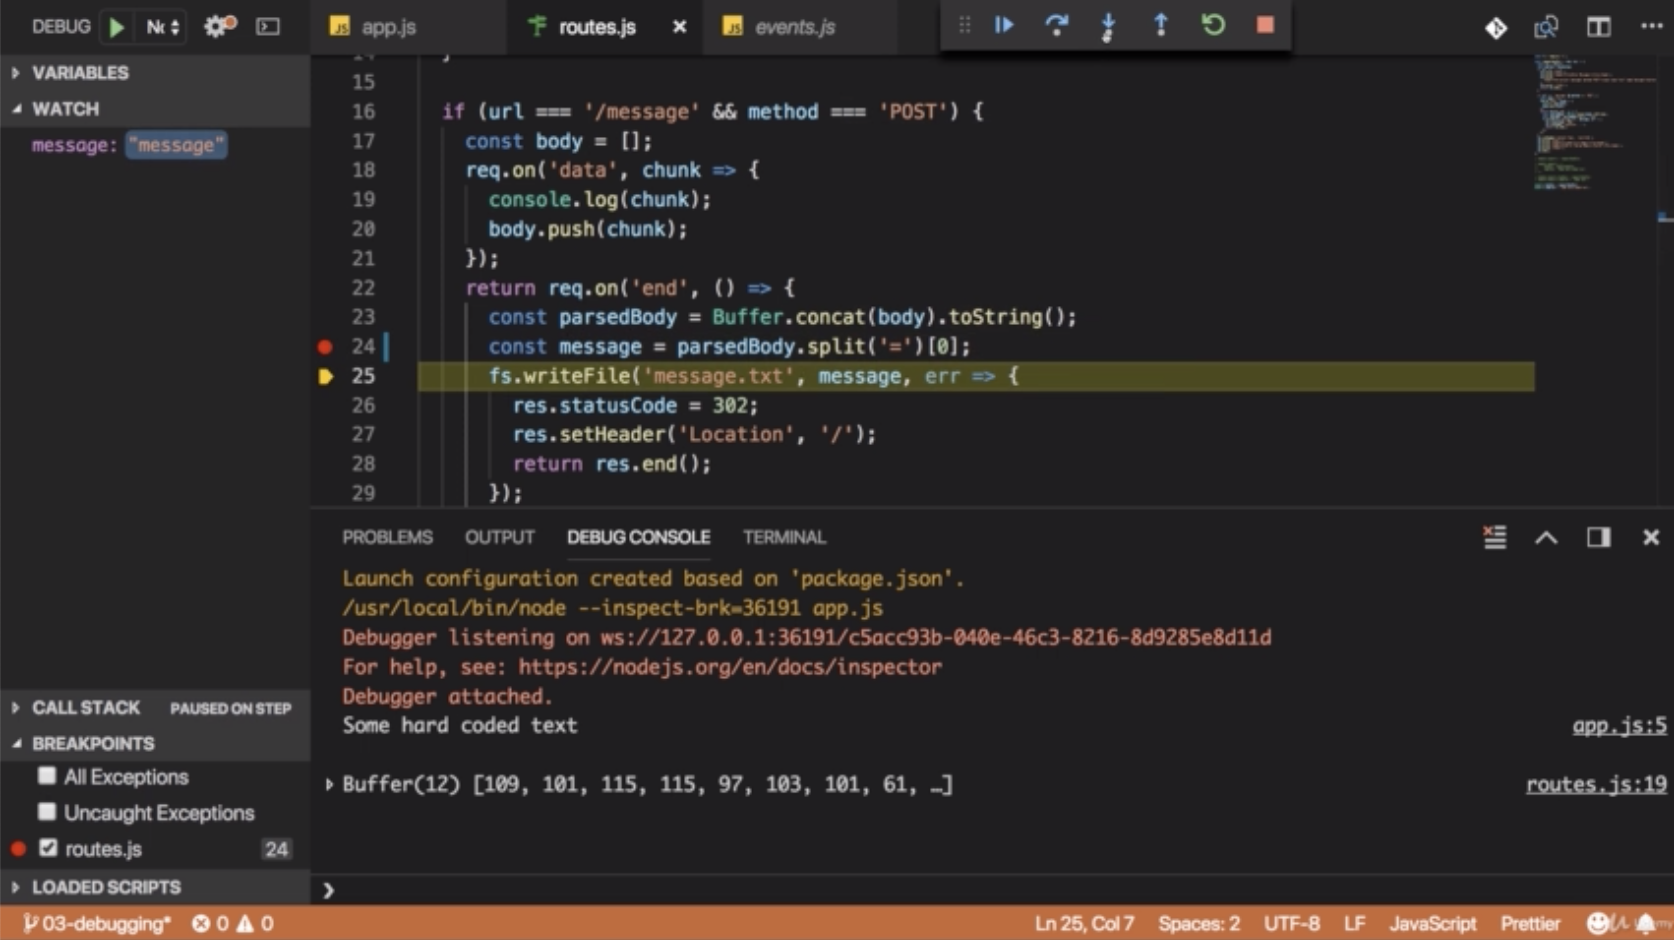 DEBUG
app.js
routes.js
events.js
VARIABLES
WATCH
message: "message"
15
16 if (url === '/message' && method === 'POST') {
17 const body = [];
18 req.on('data', chunk => {
19 console.log(chunk);
20 body.push(chunk);
21 });
22 return req.on('end', () => {
23 const parsedBody = Buffer.concat(body).toString();
24 const message = parsedBody.split('=')[0];
25 fs.writeFile('message.txt', message, err => {
26 res.statusCode = 302;
27 res.setHeader('Location', '/');
28 return res.end();
29 });
PROBLEMS OUTPUT DEBUG CONSOLE TERMINAL
Launch configuration created based on 'package.json'.
/usr/local/bin/node --inspect-brk=36191 app.js
Debugger listening on ws://127.0.0.1:36191/c5acc93b-040e-46c3-8216-8d9285e8d11d
For help, see: https://nodejs.org/en/docs/inspector
Debugger attached.
Some hard coded text app.js:5
Buffer(12) [109, 101, 115, 115, 97, 103, 101, 61, …] routes.js:19
CALL STACK PAUSED ON STEP
BREAKPOINTS
All Exceptions
Uncaught Exceptions
routes.js 24
LOADED SCRIPTS
03-debugging* 0 0 Ln 25, Col 7 Spaces: 2 UTF-8 LF JavaScript Prettier